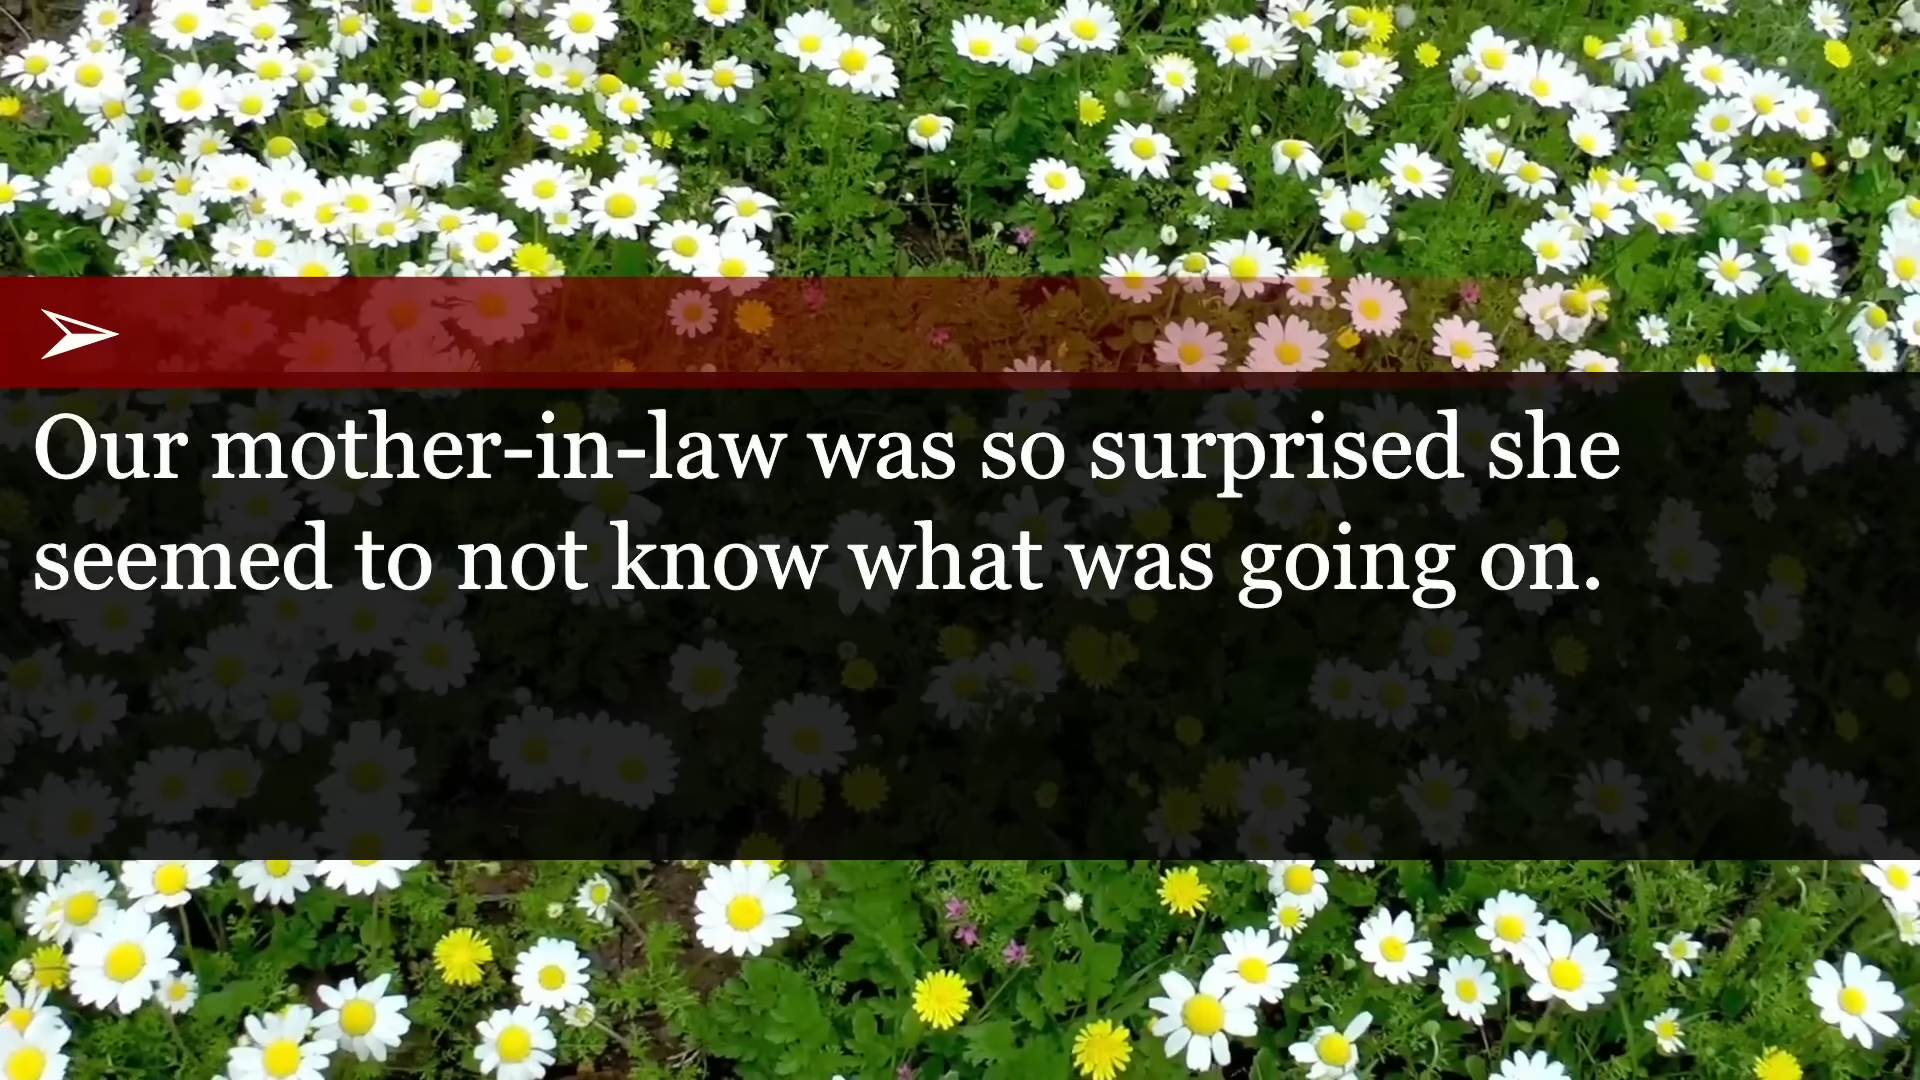 Our mother-in-law was so surprised she
seemed to not know what was going on.